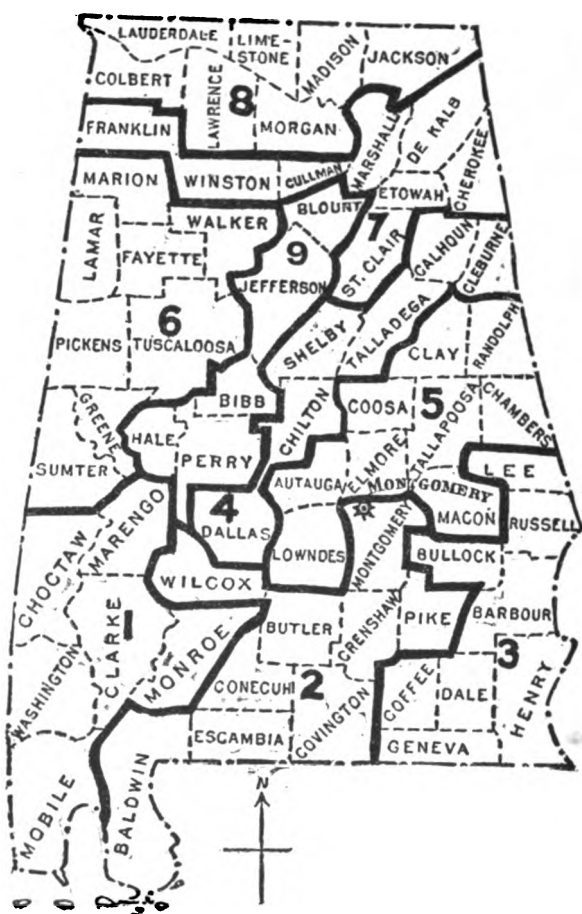 LAUDERDALE
LIME-
STONE
MADISON
JACKSON
COLBERT
LAWRENCE
8
MORGAN
FRANKLIN
MARSHALL
DE KALB
CHEROKEE
MARION
WINSTON
CULLMAN
ETOWAH
WALKER
BLOUNT
7
LAMAR
FAYETTE
9
JEFFERSON
ST. CLAIR
CALHOUN
CLEBURNE
6
PICKENS
TUSCALOOSA
SHELBY
TALLADEGA
CLAY
RANDOLPH
GREENE
BIBB
CHILTON
COOSA
5
TALLAPOOSA
CHAMBERS
SUMTER
HALE
PERRY
AUTAUGA
ELMORE
MONTGOMERY
LEE
MACON
RUSSELL
4
DALLAS
LOWNDES
MONTGOMERY
BULLOCK
CHOCTAW
MARENGO
WILCOX
1
CLARKE
MONROE
BUTLER
CRENSHAW
PIKE
BARBOUR
3
WASHINGTON
CONECUH
2
COVINGTON
COFFEE
DALE
HENRY
ESCAMBIA
GENEVA
MOBILE
BALDWIN
N